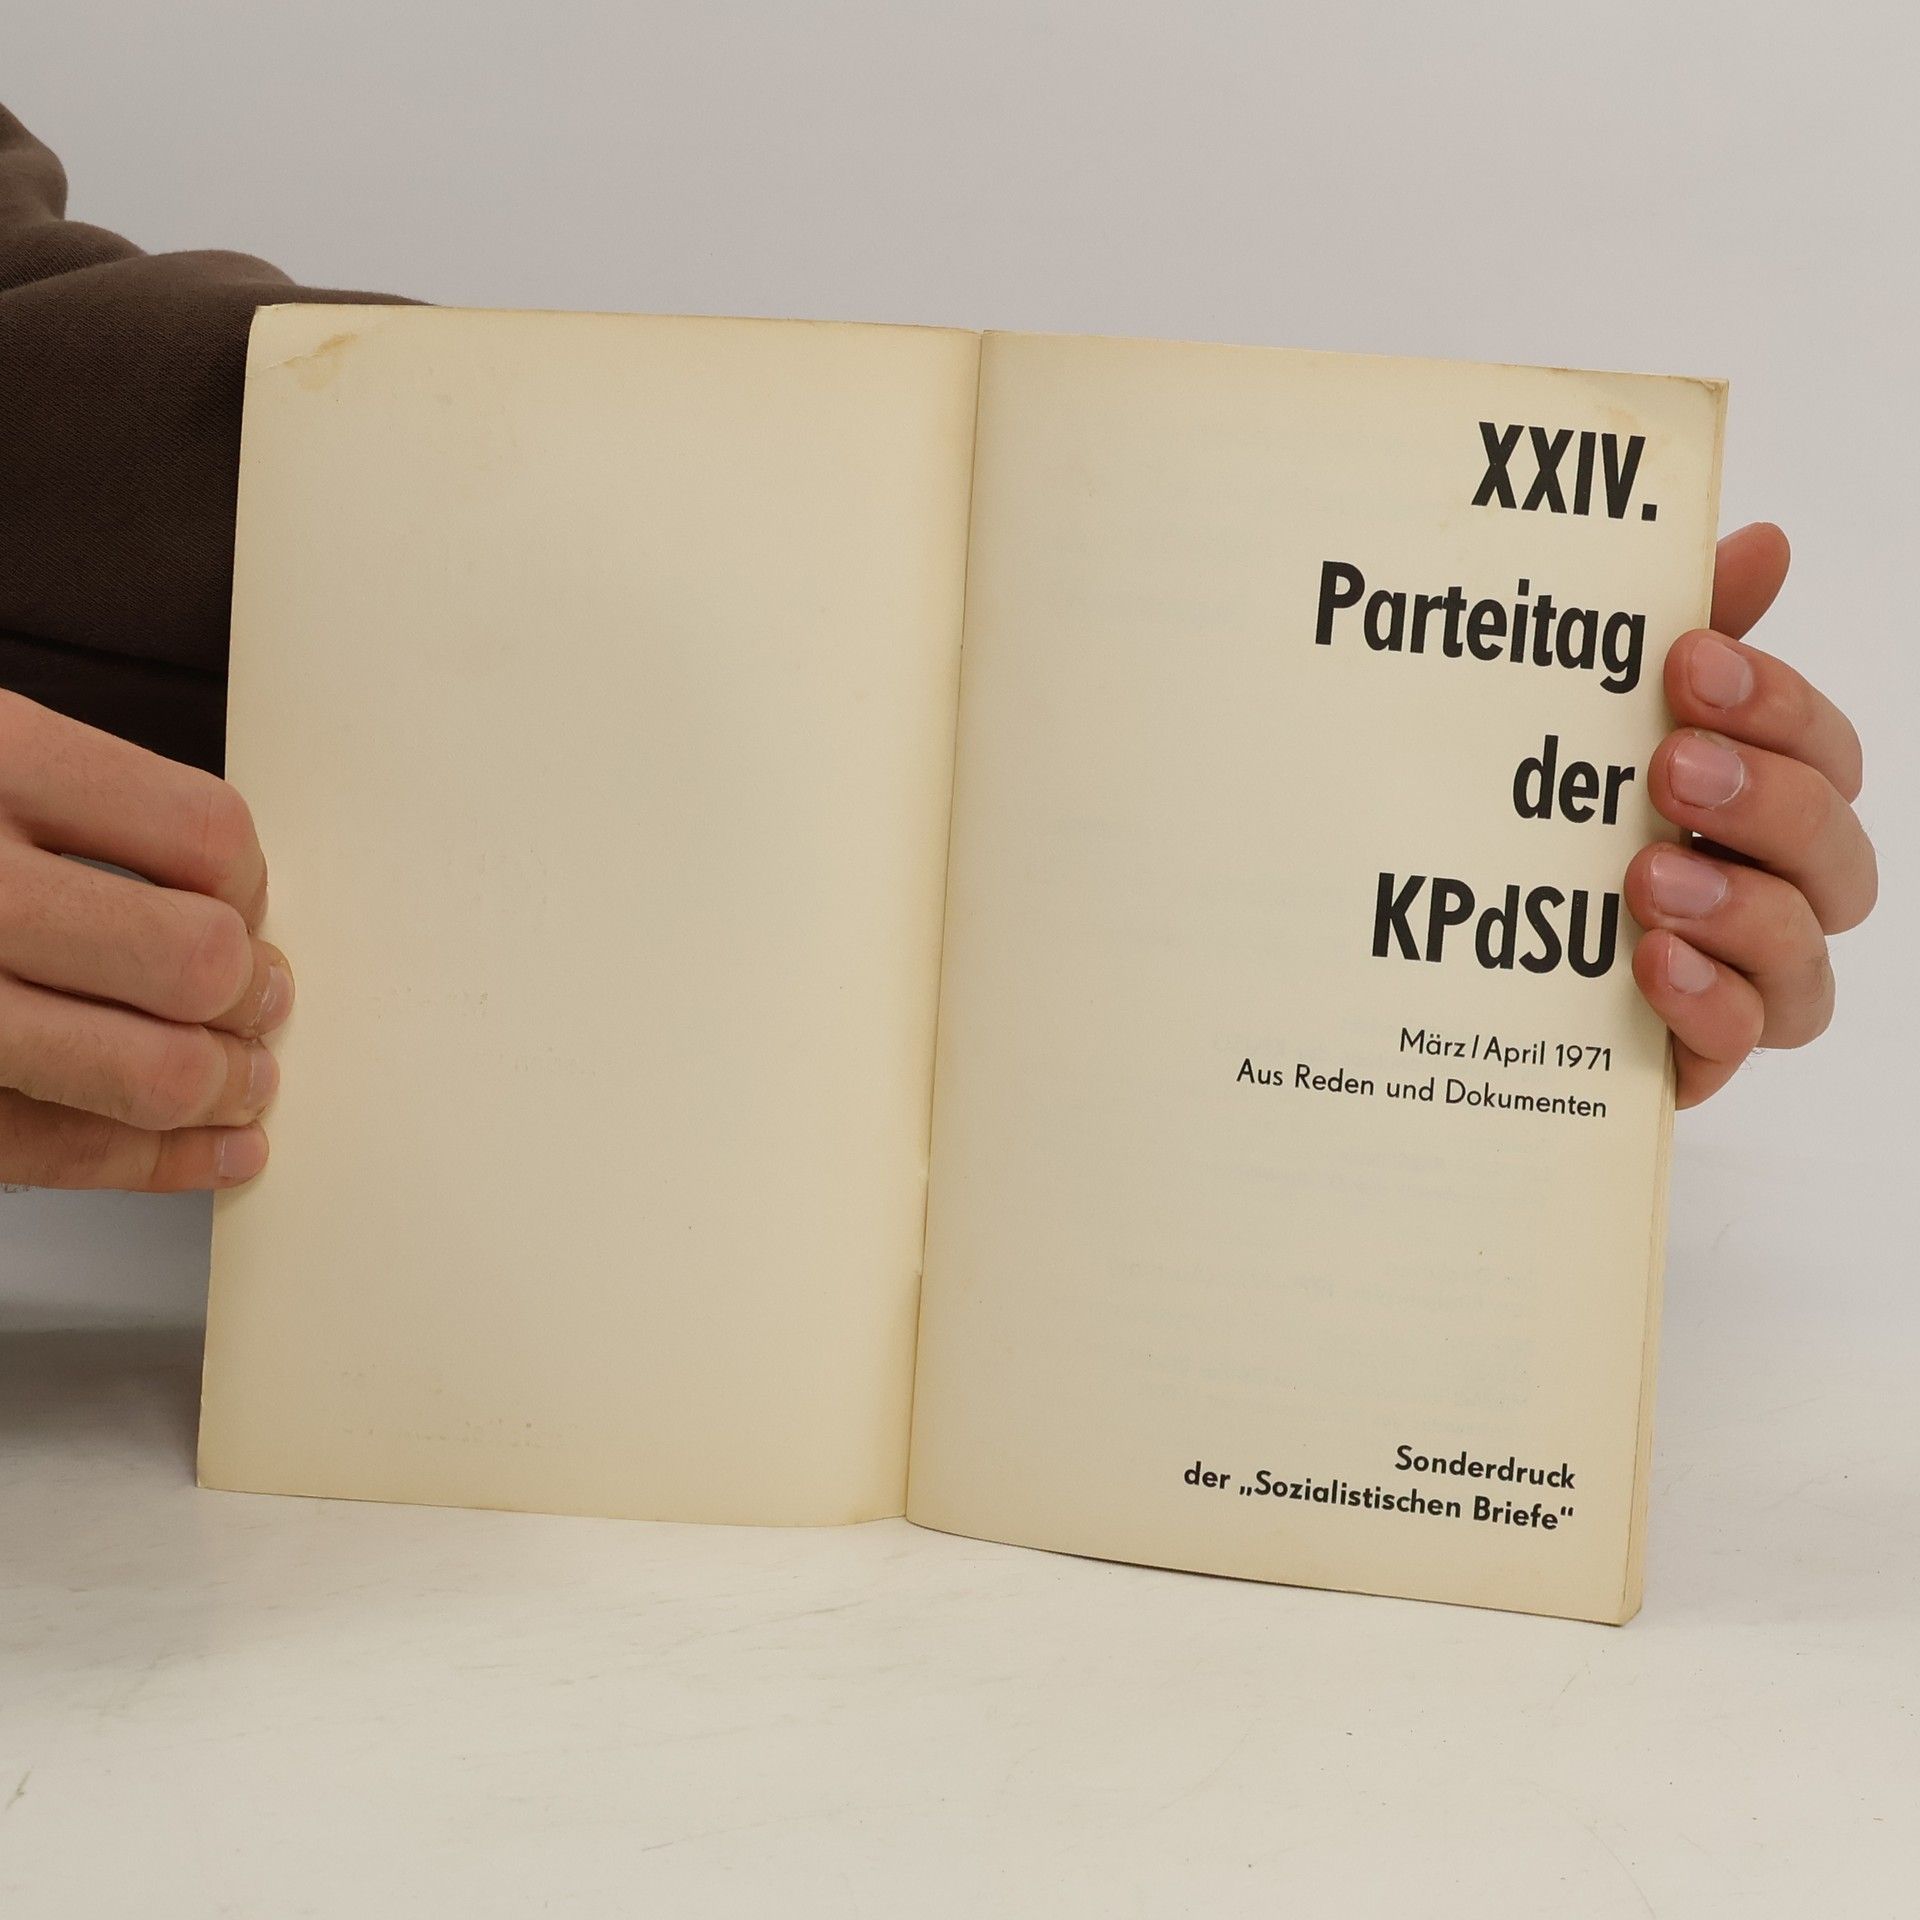 XXIV.
Parteitag
der
KPdSU
März/April 1971
Aus Reden und Dokumenten
Sonderdruck
der „Sozialistischen Briefe“